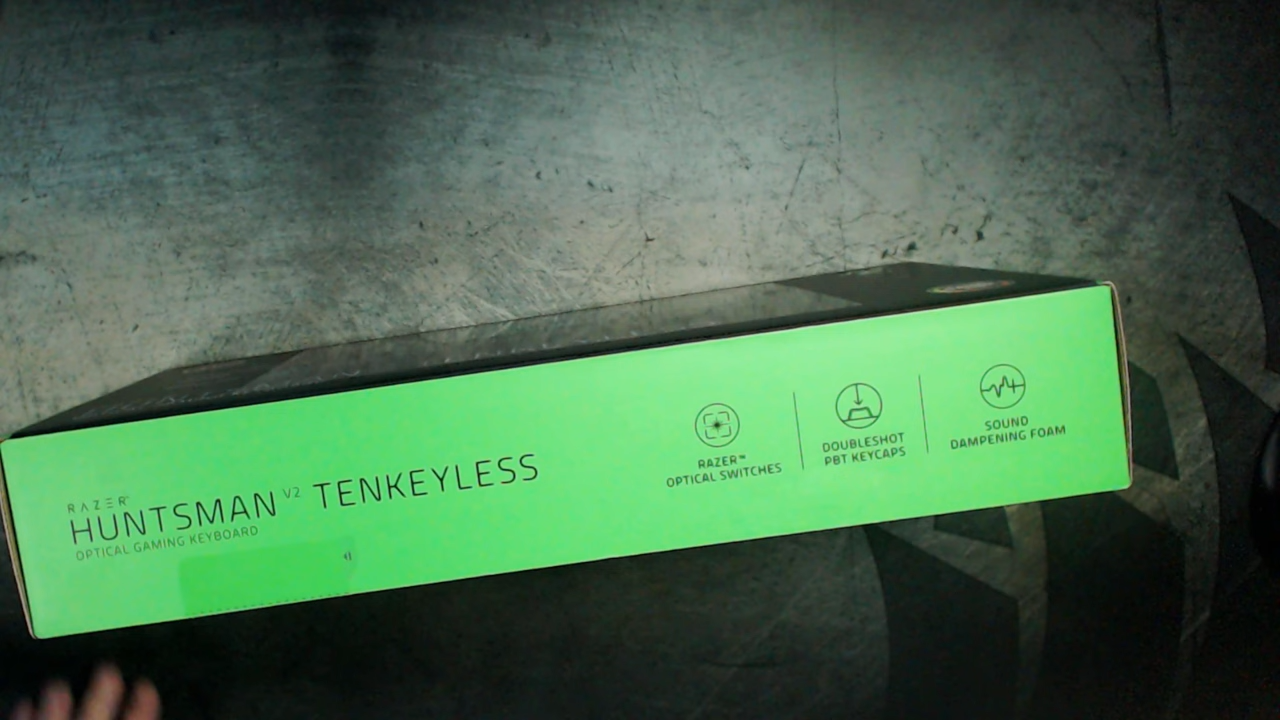 RAZER
HUNTSMAN V2 TENKEYLESS
OPTICAL GAMING KEYBOARD
RAZER™
OPTICAL SWITCHES
DOUBLESHOT
PBT KEYCAPS
SOUND
DAMPENING FOAM